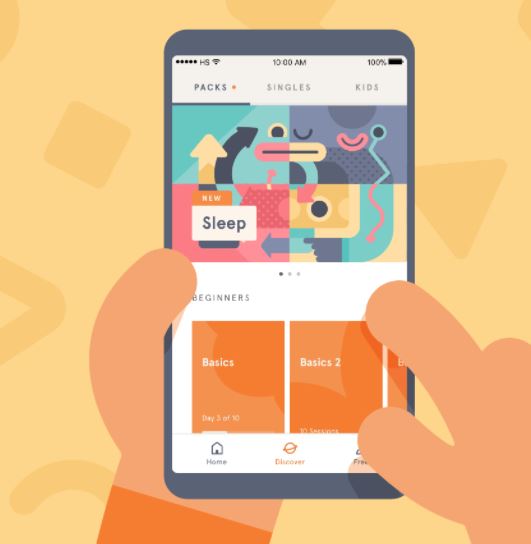 HS 10:00 AM 100%
PACKS SINGLES KIDS
NEW
Sleep
BEGINNERS
Basics Basics 2 B
Day 3 of 10
10 Sessions
Home Discover Free